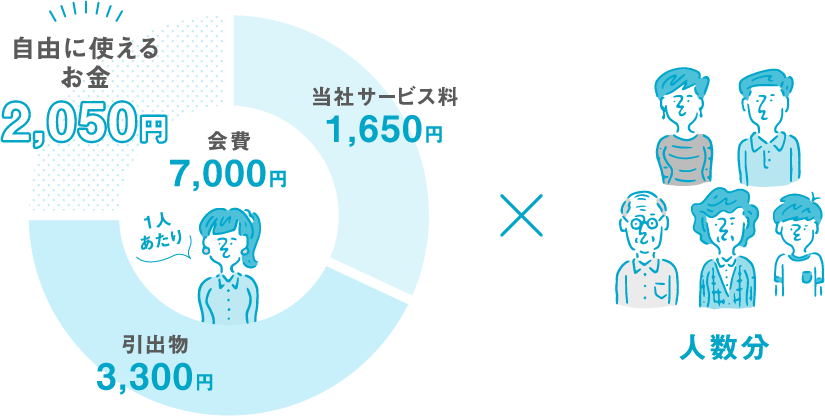 自由に使える
お金
2,050円
当社サービス料
1,650円
会費
7,000円
1人
あたり
引出物
3,300円
×
人数分